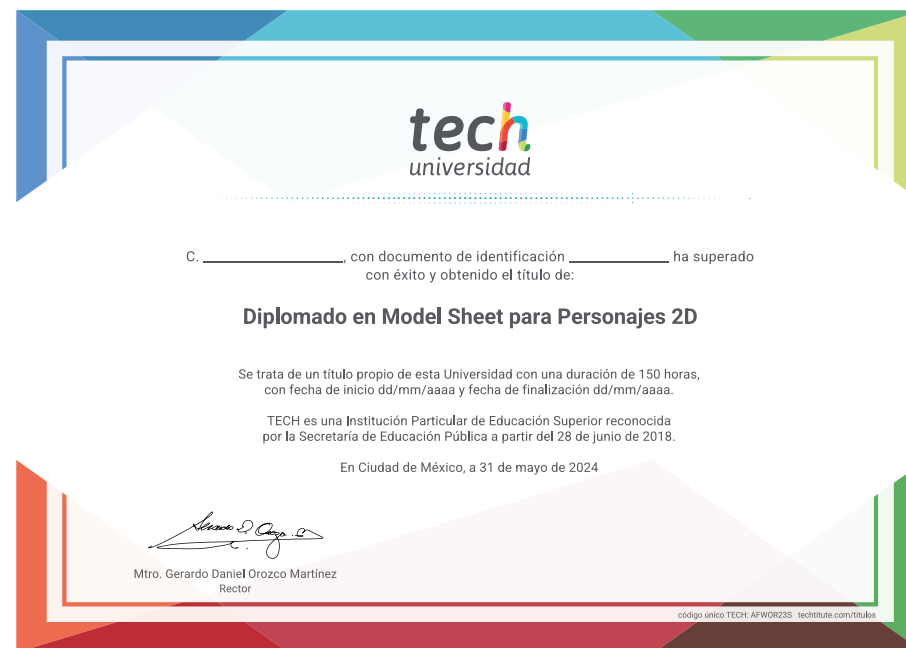 tech
universidad
C. ____________________, con documento de identificación ______________ ha superado
con éxito y obtenido el título de:
Diplomado en Model Sheet para Personajes 2D
Se trata de un título propio de esta Universidad con una duración de 150 horas,
con fecha de inicio dd/mm/aaaa y fecha de finalización dd/mm/aaaa.
TECH es una Institución Particular de Educación Superior reconocida
por la Secretaría de Educación Pública a partir del 28 de junio de 2018.
En Ciudad de México, a 31 de mayo de 2024
Mtro. Gerardo Daniel Orozco Martínez
Rector
código único TECH: AFWOR23S techtitute.com/titulos